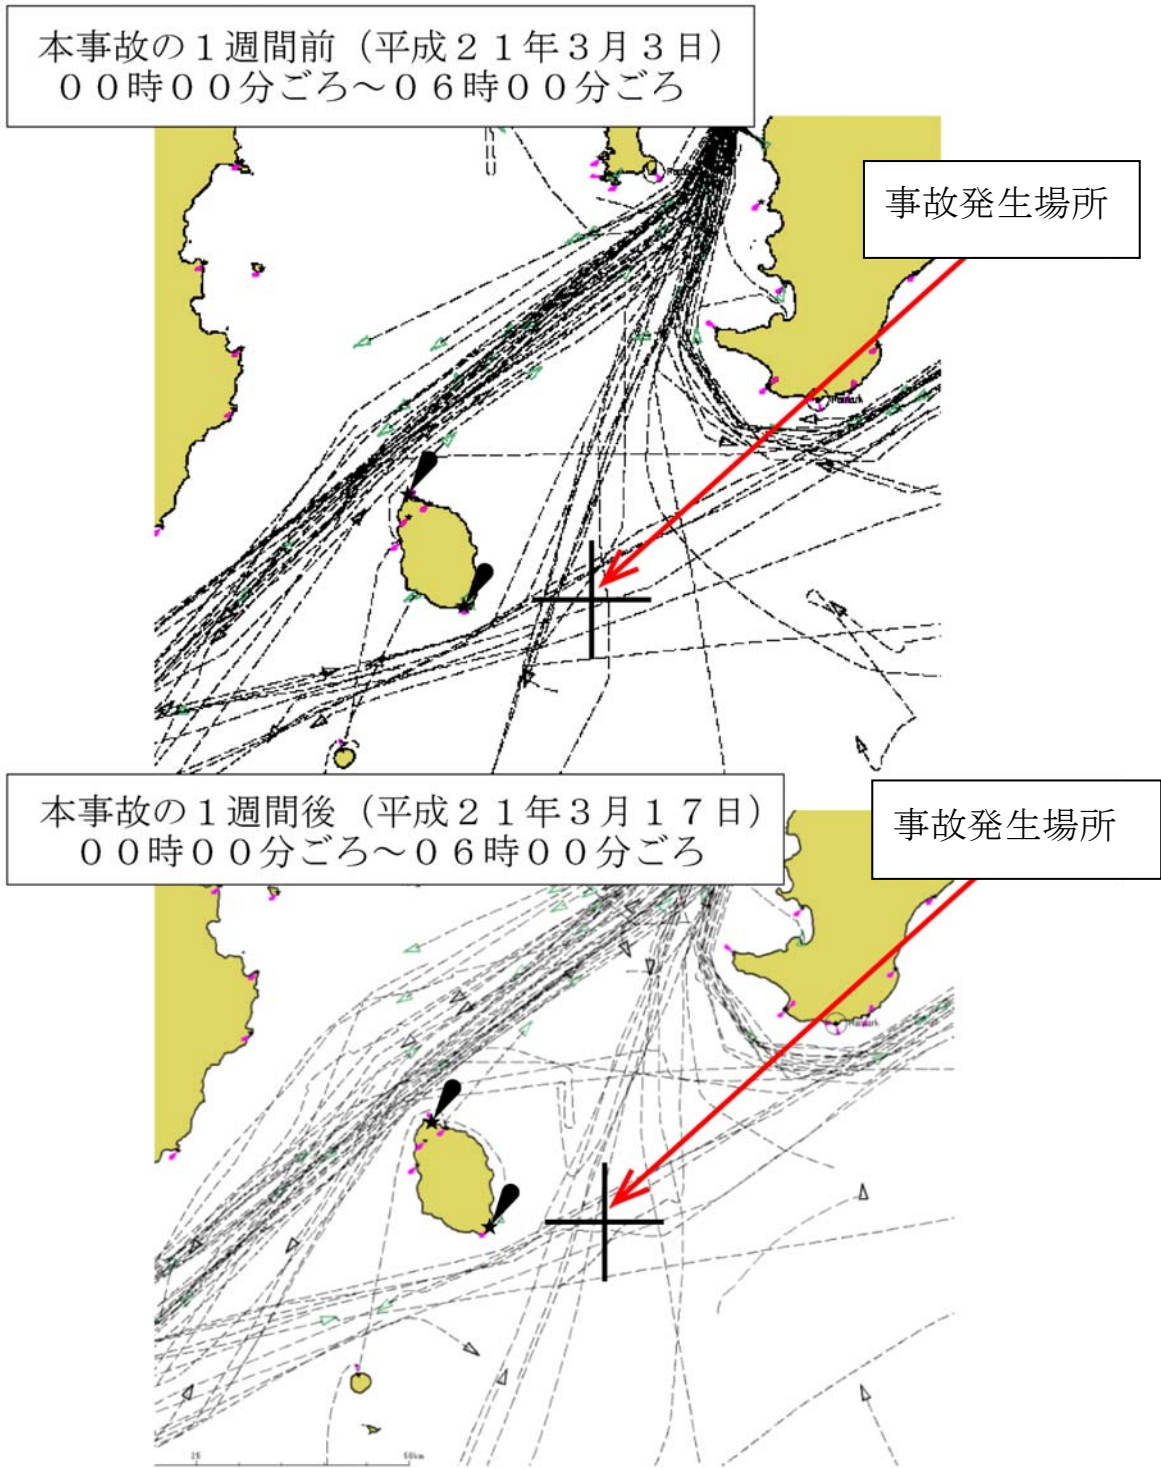 本事故の１週間前（平成２１年３月３日）
００時００分ごろ～０６時００分ごろ
事故発生場所
本事故の１週間後（平成２１年３月１７日）
００時００分ごろ～０６時００分ごろ
事故発生場所
25
50km